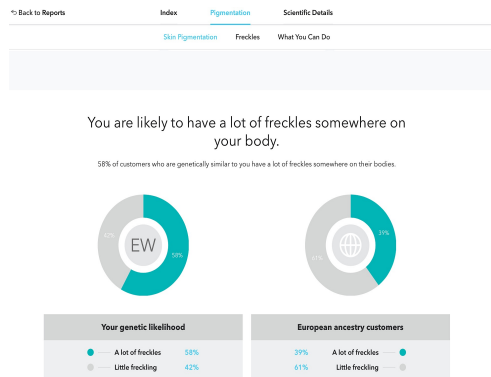 ⮌ Back to Reports Index Pigmentation Scientific Details
Skin Pigmentation Freckles What You Can Do
You are likely to have a lot of freckles somewhere on
your body.
58% of customers who are genetically similar to you have a lot of freckles somewhere on their bodies.
42% EW 58%
39% 61%
Your genetic likelihood European ancestry customers
A lot of freckles 58% 39% A lot of freckles
Little freckling 42% 61% Little freckling